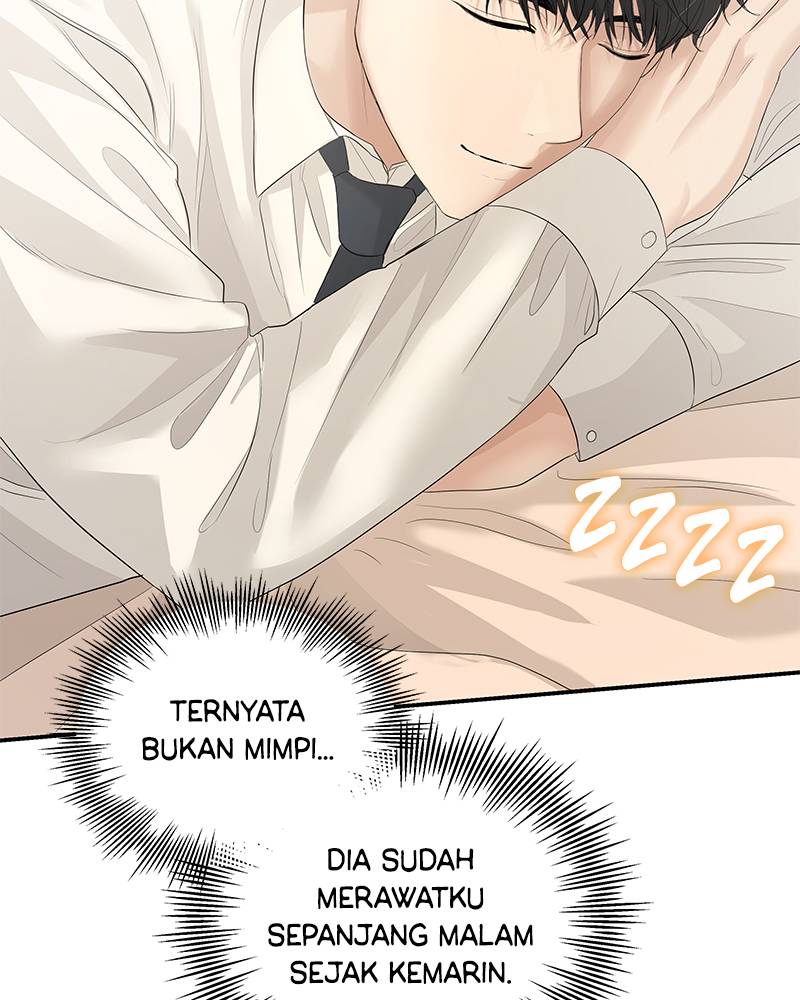 ZZZZ
TERNYATA
BUKAN MIMPI...
DIA SUDAH
MERAWATKU
SEPANJANG MALAM
SEJAK KEMARIN.